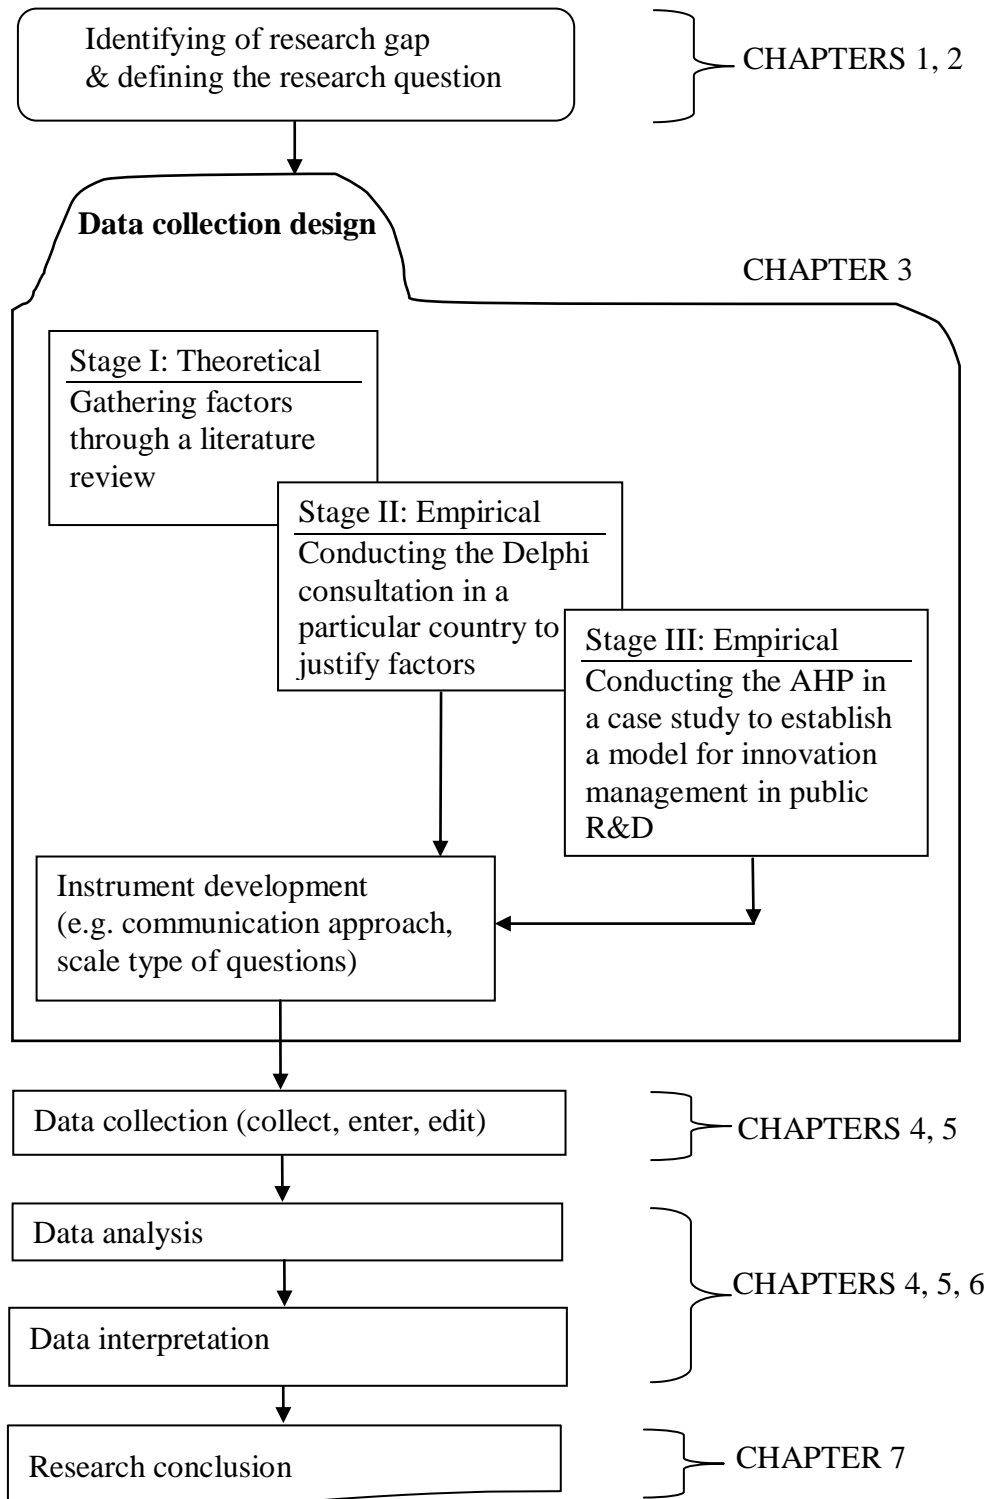 Identifying of research gap
& defining the research question
CHAPTERS 1, 2
Data collection design
CHAPTER 3
Stage I: Theoretical
Gathering factors
through a literature
review
Stage II: Empirical
Conducting the Delphi
consultation in a
particular country to
justify factors
Stage III: Empirical
Conducting the AHP in
a case study to establish
a model for innovation
management in public
R&D
Instrument development
(e.g. communication approach,
scale type of questions)
Data collection (collect, enter, edit)
CHAPTERS 4, 5
Data analysis
CHAPTERS 4, 5, 6
Data interpretation
Research conclusion
CHAPTER 7